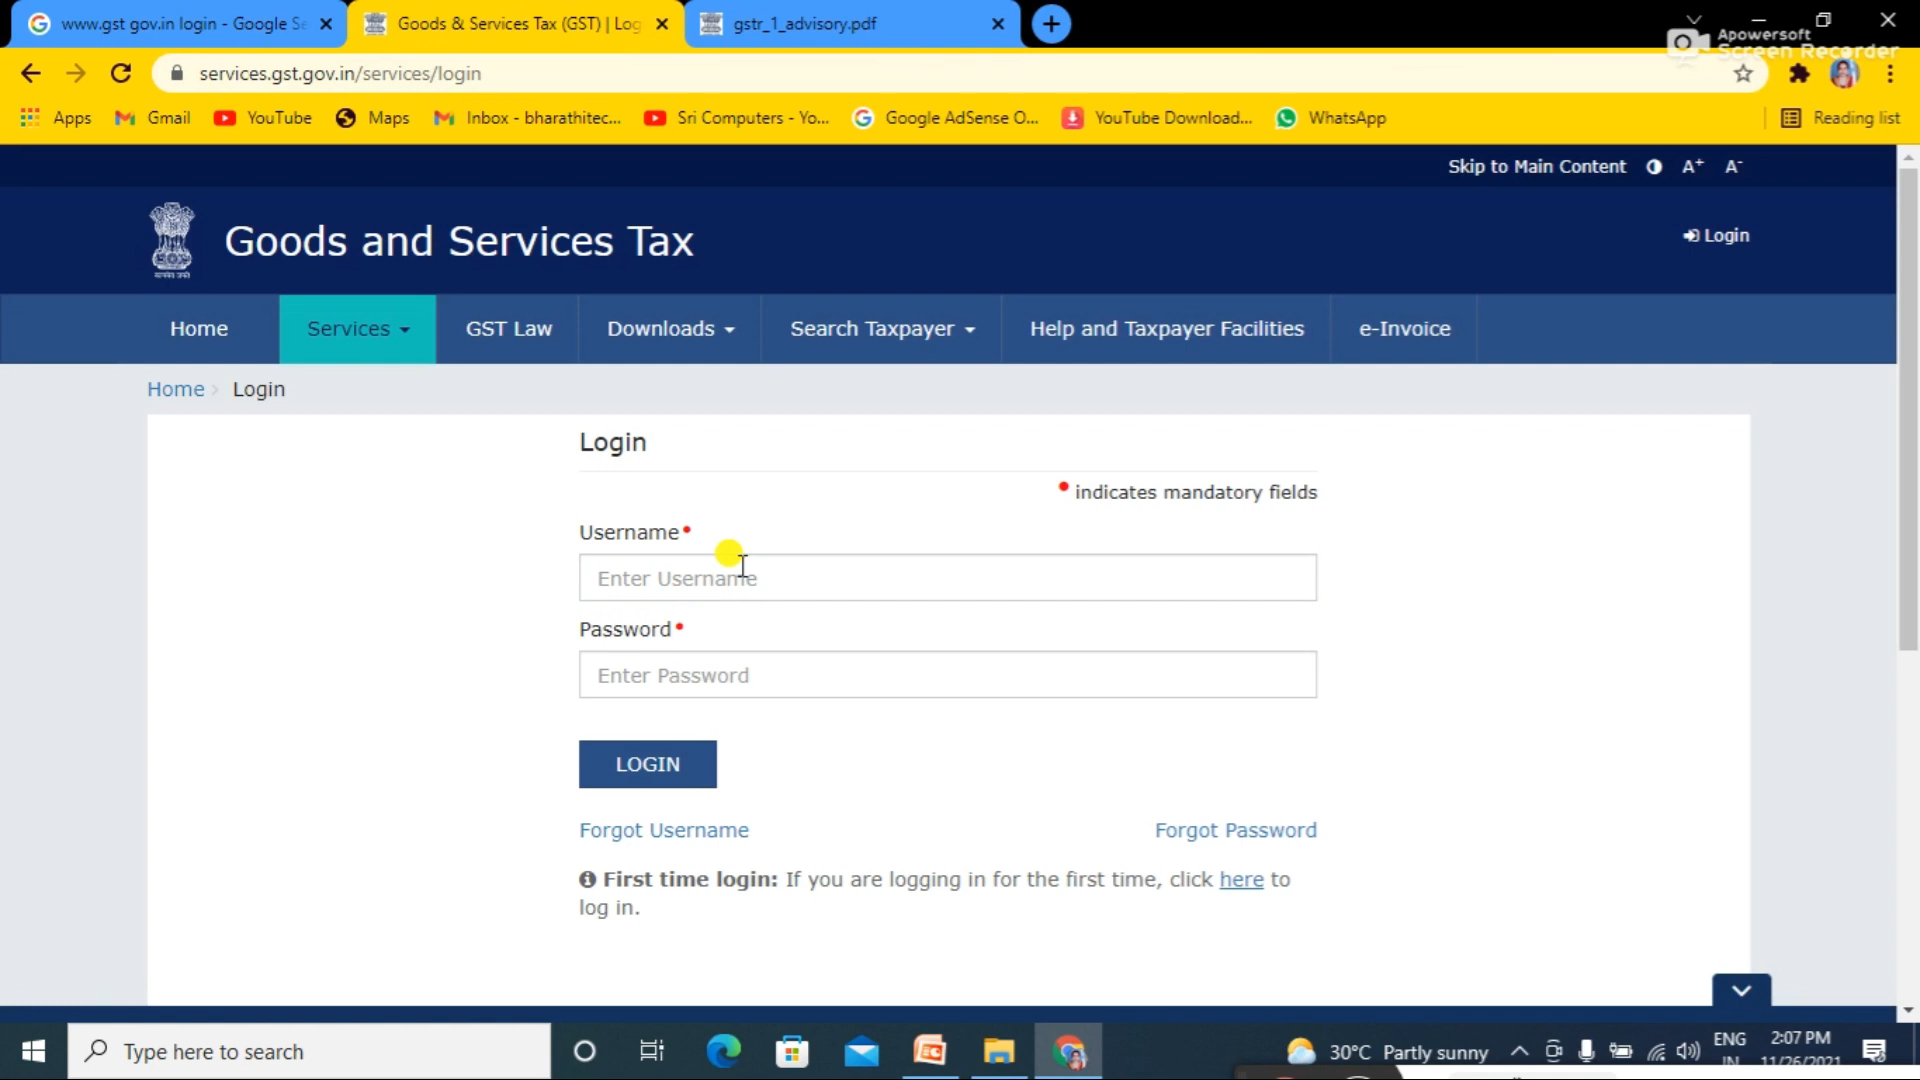 www.gst gov.in login - Google Se
Goods & Services Tax (GST) | Log
gstr_1_advisory.pdf
Apowersoft
Screen Recorder
services.gst.gov.in/services/login
Apps
Gmail
YouTube
Maps
Inbox - bharathitec...
Sri Computers - Yo...
Google AdSense O...
YouTube Download...
WhatsApp
Reading list
Skip to Main Content
A+
A-
Goods and Services Tax
Login
Home
Services
GST Law
Downloads
Search Taxpayer
Help and Taxpayer Facilities
e-Invoice
Home > Login
Login
• indicates mandatory fields
Username•
Enter Username
Password•
Enter Password
LOGIN
Forgot Username
Forgot Password
First time login: If you are logging in for the first time, click here to
log in.
Type here to search
30°C Partly sunny
ENG
IN
2:07 PM
11/26/2021